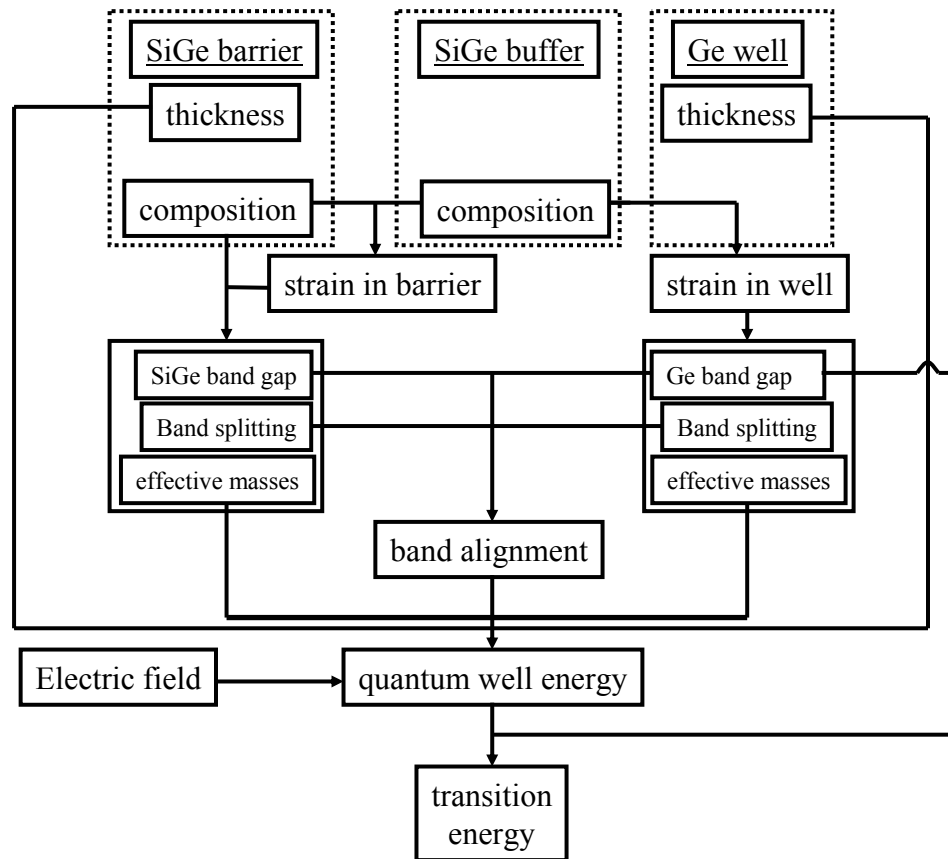 SiGe barrier
SiGe buffer
Ge well
thickness
thickness
composition
composition
strain in barrier
strain in well
SiGe band gap
Ge band gap
Band splitting
Band splitting
effective masses
effective masses
band alignment
Electric field
quantum well energy
transition
energy